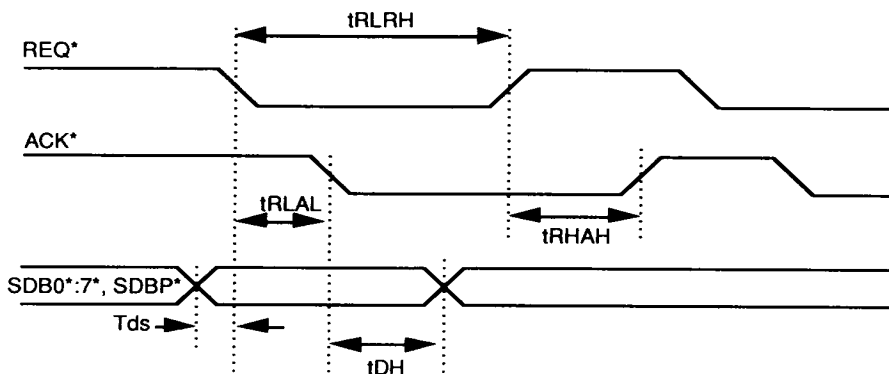 tRLRH
REQ*
ACK*
tRLAL
tRHAH
SDB0*:7*, SDBP*
Tds
tDH